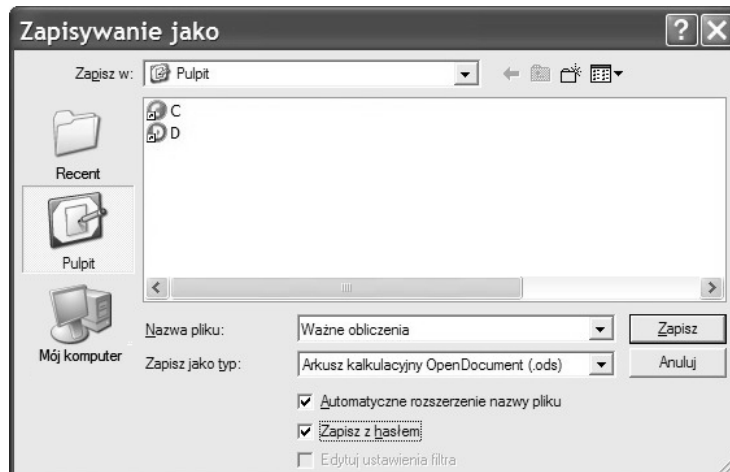 Zapisywanie jako
Zapisz w: Pulpit
C
D
Recent
Pulpit
Mój komputer
Nazwa pliku: Ważne obliczenia Zapisz
Zapisz jako typ: Arkusz kalkulacyjny OpenDocument (.ods) Anuluj
Automatyczne rozszerzenie nazwy pliku
Zapisz z hasłem
Edytuj ustawienia filtra